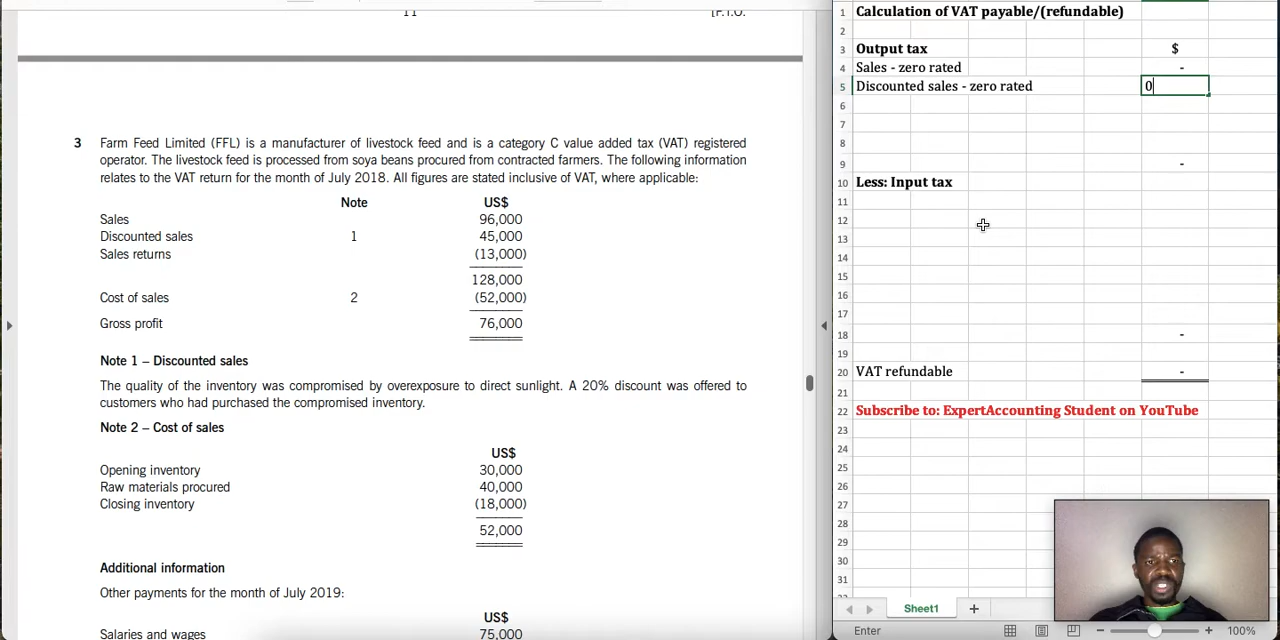 11
[P.T.O.
3 Farm Feed Limited (FFL) is a manufacturer of livestock feed and is a category C value added tax (VAT) registered
operator. The livestock feed is processed from soya beans procured from contracted farmers. The following information
relates to the VAT return for the month of July 2018. All figures are stated inclusive of VAT, where applicable:
Note US$
Sales 96,000
Discounted sales 1 45,000
Sales returns (13,000)
128,000
Cost of sales 2 (52,000)
Gross profit 76,000
Note 1 – Discounted sales
The quality of the inventory was compromised by overexposure to direct sunlight. A 20% discount was offered to
customers who had purchased the compromised inventory.
Note 2 – Cost of sales
US$
Opening inventory 30,000
Raw materials procured 40,000
Closing inventory (18,000)
52,000
Additional information
Other payments for the month of July 2019:
US$
Salaries and wages 75,000
1 Calculation of VAT payable/(refundable)
2
3 Output tax $
4 Sales - zero rated -
5 Discounted sales - zero rated 0
6
7
8
9 -
10 Less: Input tax
11
12
13
14
15
16
17
18 -
19
20 VAT refundable -
21
22 Subscribe to: ExpertAccounting Student on YouTube
23
24
25
26
27
28
29
30
31
Sheet1
Enter
100%